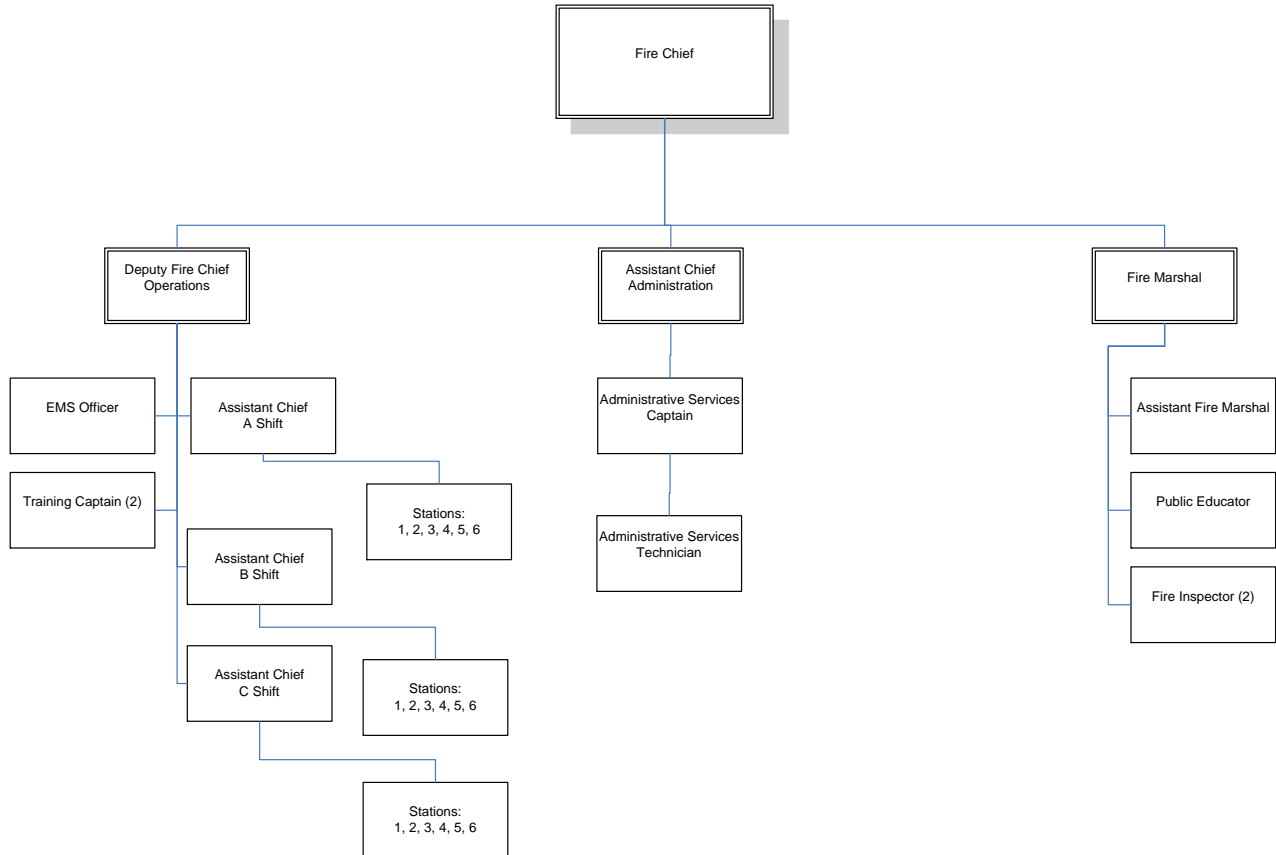 Fire Chief
Deputy Fire Chief
Operations
Assistant Chief
Administration
Fire Marshal
EMS Officer
Assistant Chief
A Shift
Administrative Services
Captain
Assistant Fire Marshal
Training Captain (2)
Stations:
1, 2, 3, 4, 5, 6
Public Educator
Administrative Services
Technician
Assistant Chief
B Shift
Fire Inspector (2)
Assistant Chief
C Shift
Stations:
1, 2, 3, 4, 5, 6
Stations:
1, 2, 3, 4, 5, 6